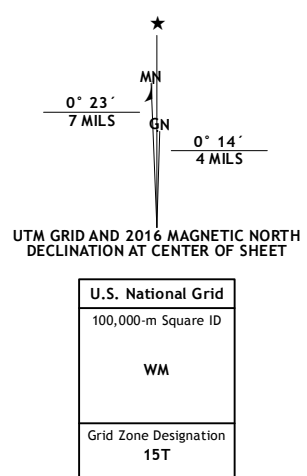 ★
MN
0° 23´
7 MILS
GN
0° 14´
4 MILS
UTM GRID AND 2016 MAGNETIC NORTH
DECLINATION AT CENTER OF SHEET
U.S. National Grid
100,000-m Square ID
WM
Grid Zone Designation
15T